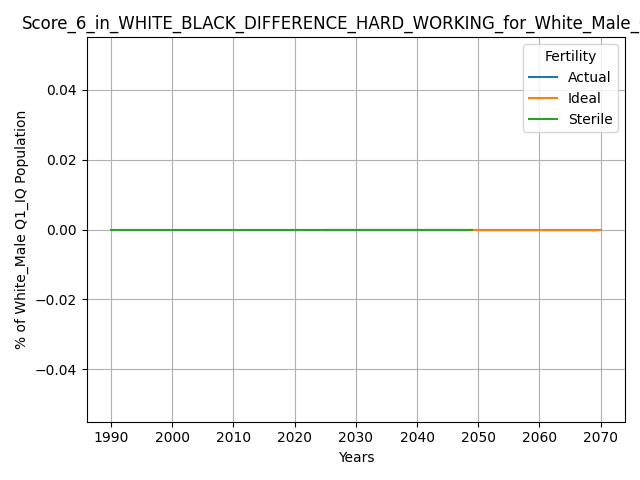 Score_6_in_WHITE_BLACK_DIFFERENCE_HARD_WORKING_for_White_Male_
Fertility
Actual
Ideal
Sterile
% of White_Male Q1_IQ Population
0.04
0.02
0.00
−0.02
−0.04
1990 2000 2010 2020 2030 2040 2050 2060 2070
Years